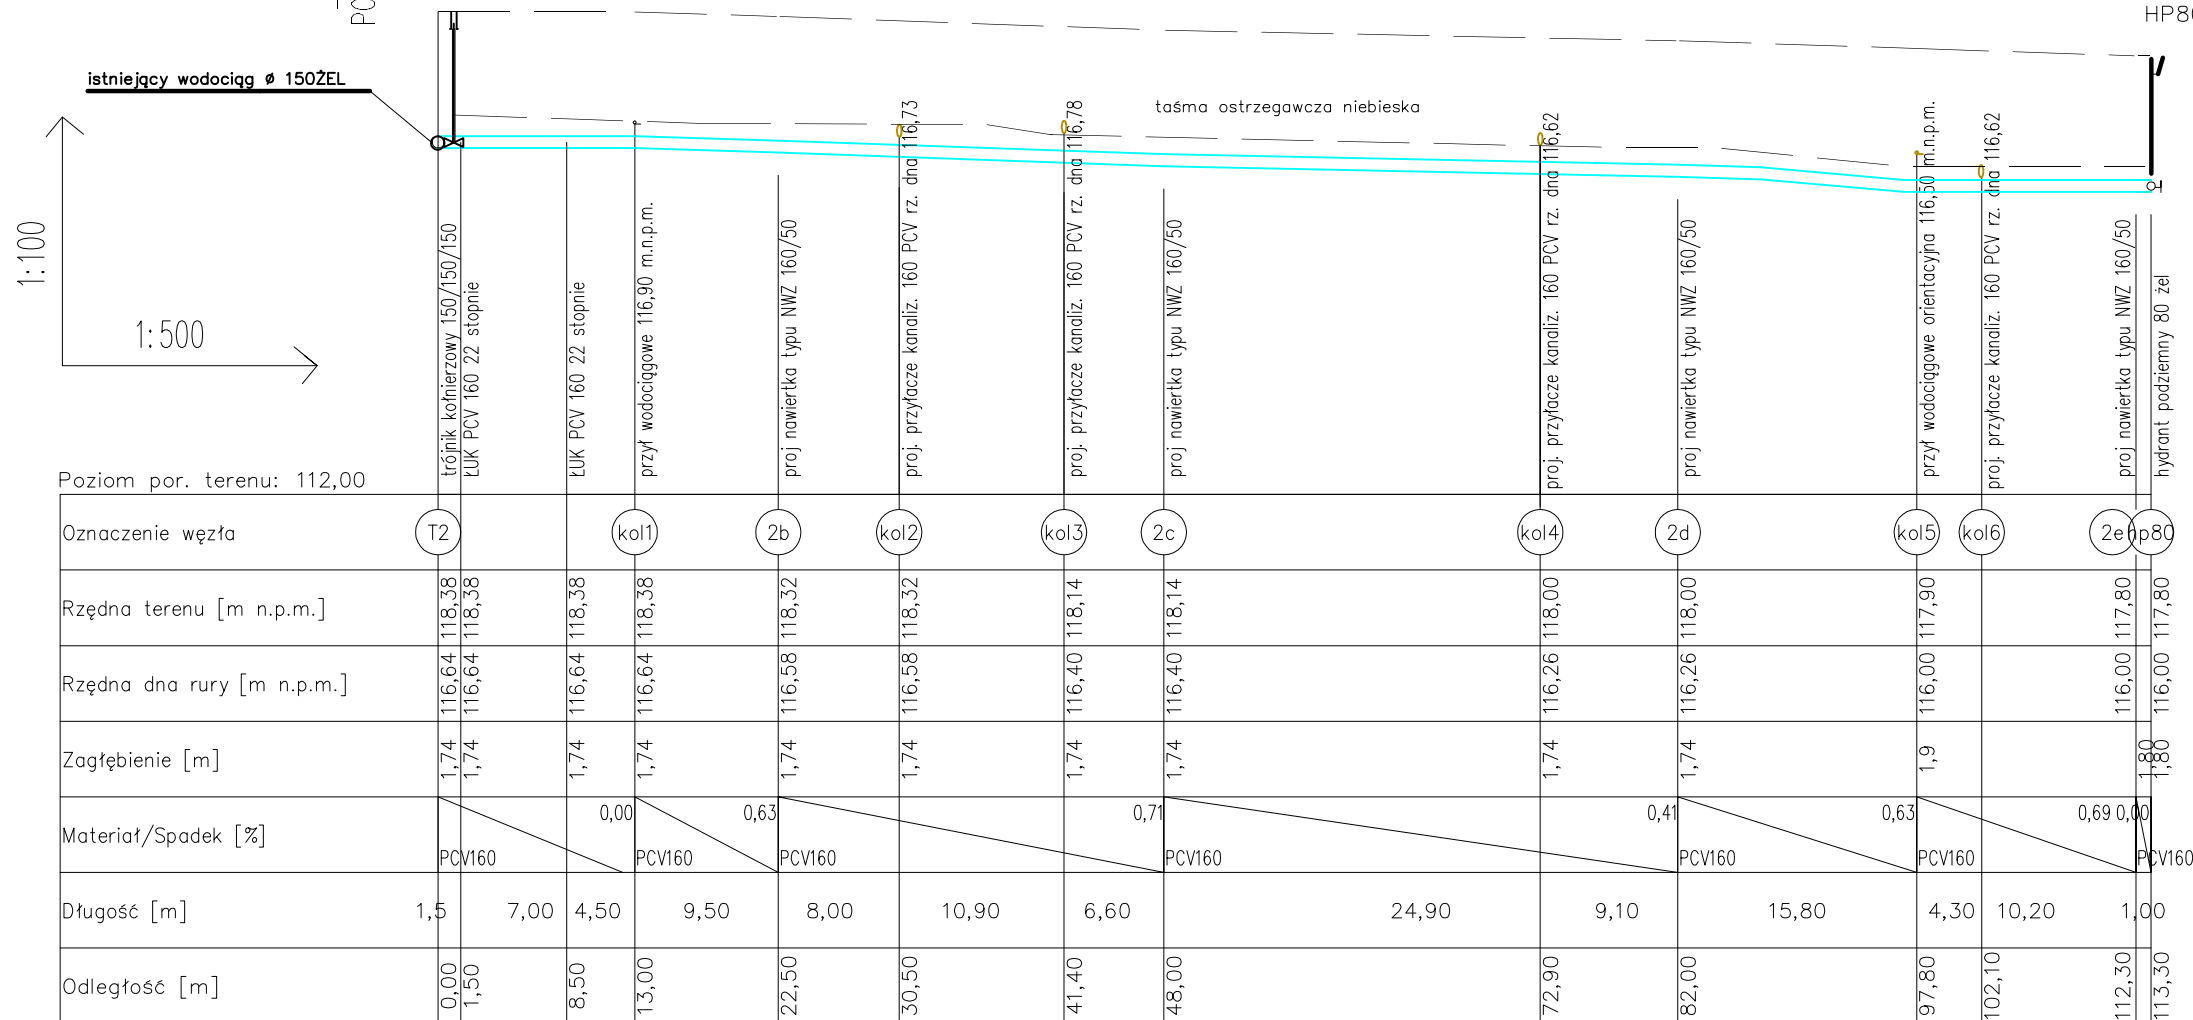 PC
HP80
istniejący wodociąg ø 150ŻEL
taśma ostrzegawcza niebieska
1:100
1:500
trójnik kołnierzowy 150/150/150
ŁUK PCV 160 22 stopnie
ŁUK PCV 160 22 stopnie
przył wodociągowe 116,90 m.n.p.m.
proj nawiertka typu NWZ 160/50
proj. przyłacze kanaliz. 160 PCV rz. dna 116,73
proj. przyłacze kanaliz. 160 PCV rz. dna 116,78
proj nawiertka typu NWZ 160/50
proj. przyłacze kanaliz. 160 PCV rz. dna 116,62
proj nawiertka typu NWZ 160/50
przył wodociągowe orientacyjna 116,50 m.n.p.m.
proj. przyłacze kanaliz. 160 PCV rz. dna 116,62
proj nawiertka typu NWZ 160/50
hydrant podziemny 80 żel
Poziom por. terenu: 112,00
Oznaczenie węzła T2 kol1 2b kol2 kol3 2c kol4 2d kol5 kol6 2e hp80
Rzędna terenu [m n.p.m.] 118,38 118,38 118,38 118,38 118,32 118,32 118,14 118,14 118,00 118,00 117,90 117,80 117,80
Rzędna dna rury [m n.p.m.] 116,64 116,64 116,64 116,64 116,58 116,58 116,40 116,40 116,26 116,26 116,00 116,00 116,00
Zagłębienie [m] 1,74 1,74 1,74 1,74 1,74 1,74 1,74 1,74 1,74 1,74 1,9 1,80 1,80
Materiał/Spadek [%] 0,00 0,63 0,71 0,41 0,63 0,69 0,00
PCV160 PCV160 PCV160 PCV160 PCV160 PCV160 PCV160
Długość [m] 1,5 7,00 4,50 9,50 8,00 10,90 6,60 24,90 9,10 15,80 4,30 10,20 1,00
Odległość [m] 0,00 1,50 8,50 13,00 22,50 30,50 41,40 48,00 72,90 82,00 97,80 102,10 112,30 113,30